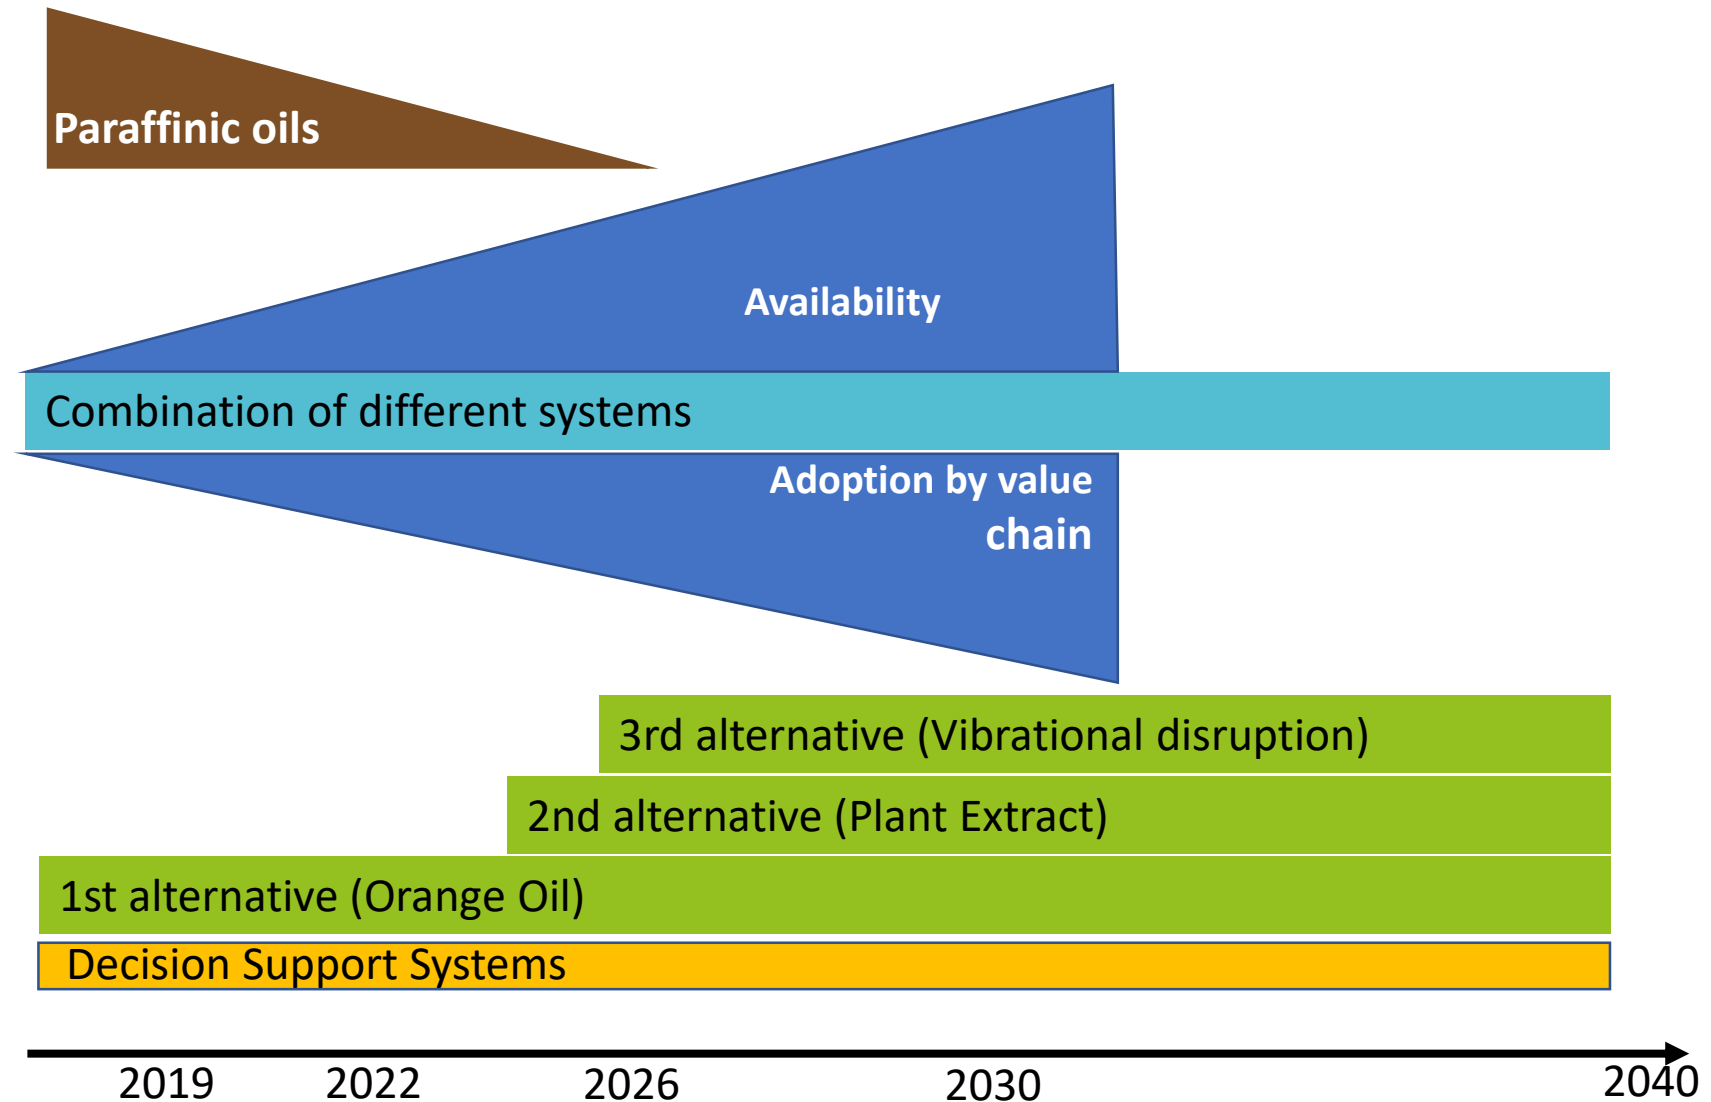 Paraffinic oils
Availability
Combination of different systems
Adoption by value
chain
3rd alternative (Vibrational disruption)
2nd alternative (Plant Extract)
1st alternative (Orange Oil)
Decision Support Systems
2019 2022 2026 2030 2040